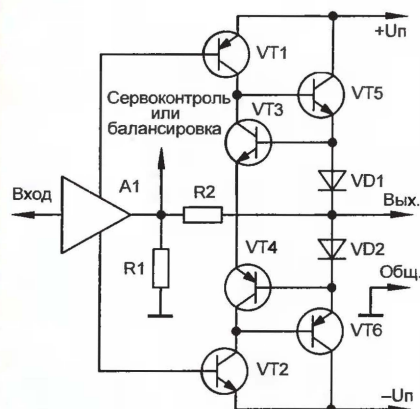 +Uп
VT1
VT5
Сервоконтроль
или
балансировка
VT3
Вход
A1
R2
VD1
Вых.
R1
VT4
VD2
Общ.
VT6
VT2
–Uп